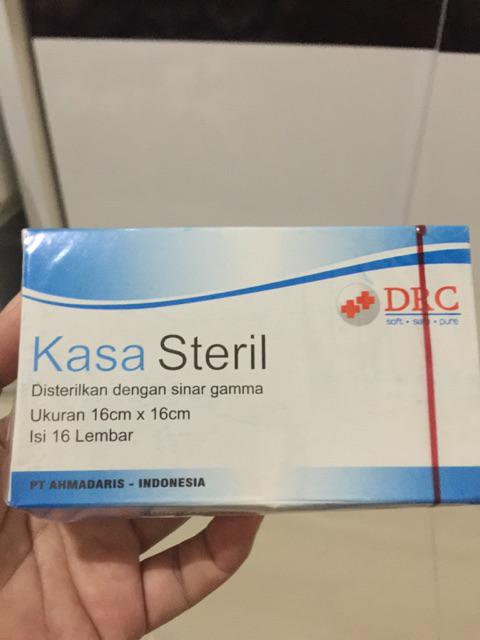 DRC
soft • safe • pure
Kasa Steril
Disterilkan dengan sinar gamma
Ukuran 16cm x 16cm
Isi 16 Lembar
PT AHMADARIS - INDONESIA